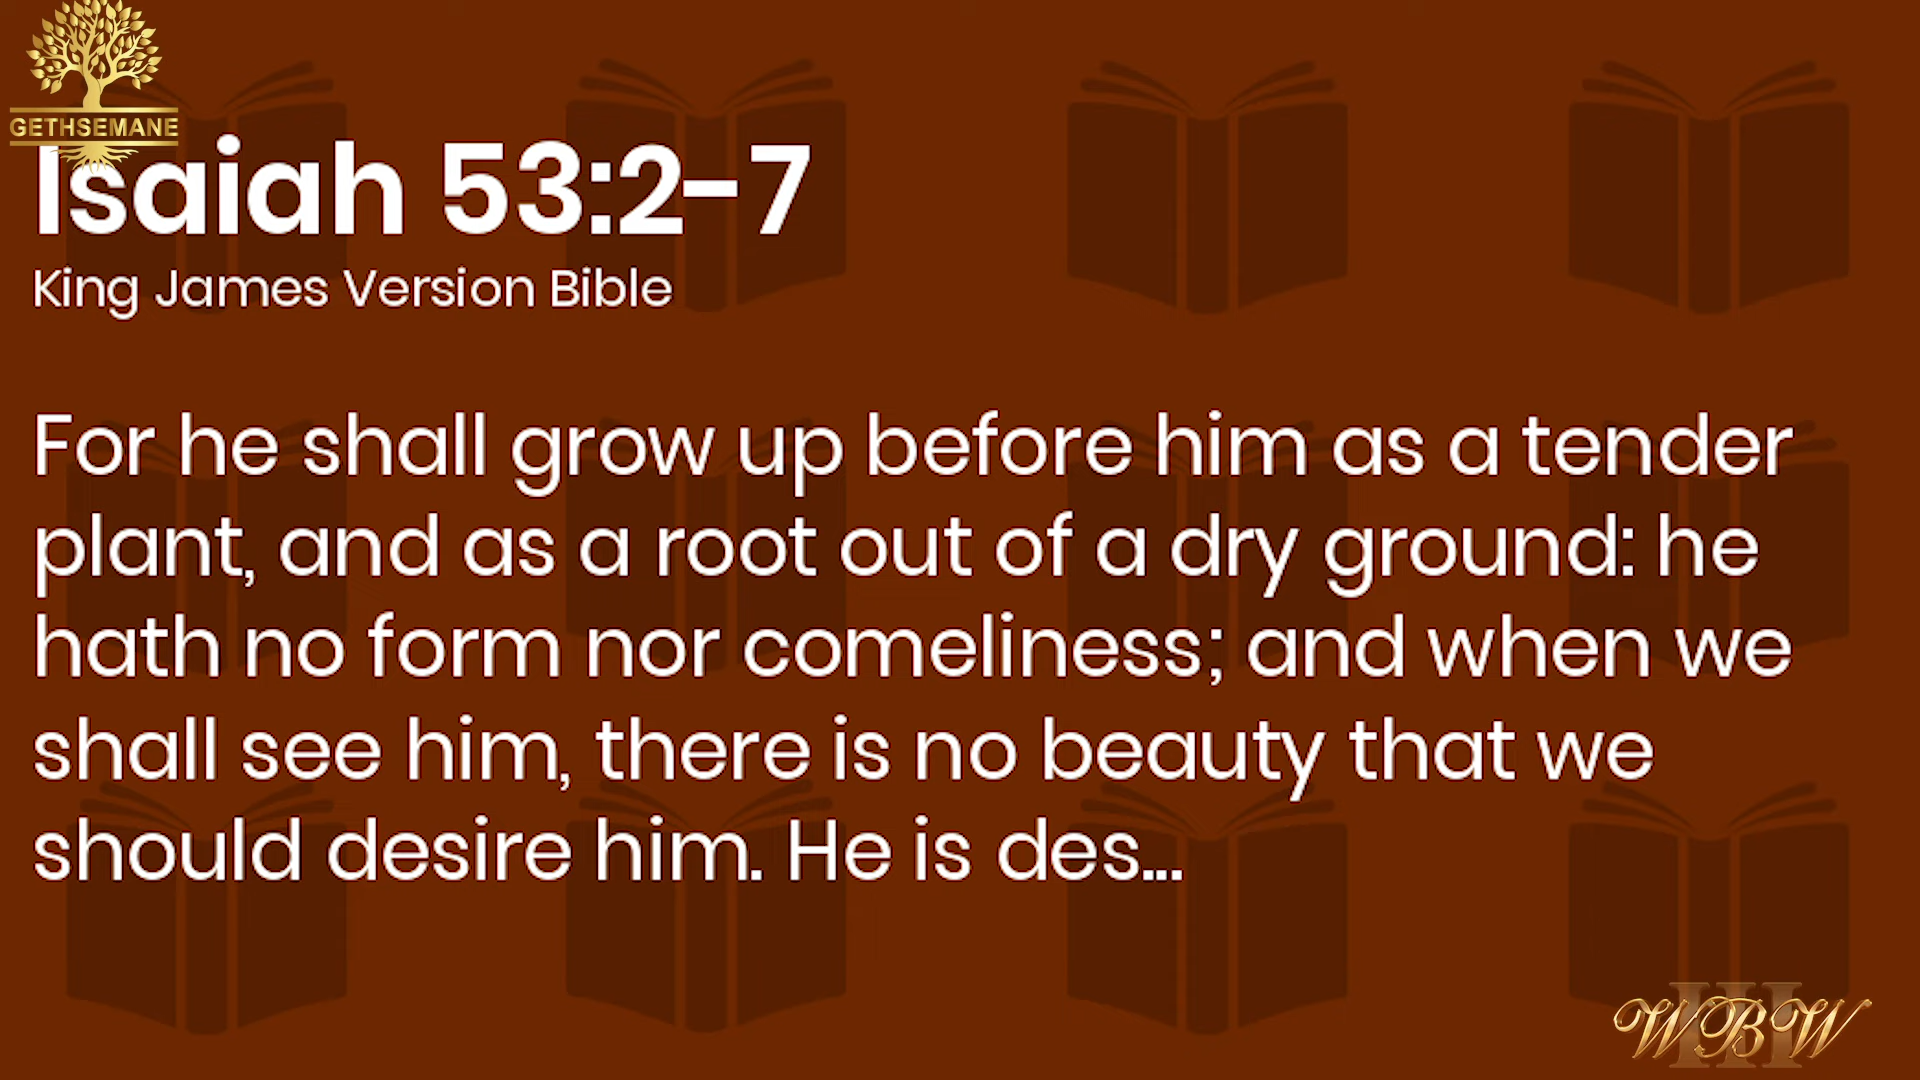 GETHSEMANE
Isaiah 53:2-7
King James Version Bible
For he shall grow up before him as a tender
plant, and as a root out of a dry ground: he
hath no form nor comeliness; and when we
shall see him, there is no beauty that we
should desire him. He is des...
III
WBW